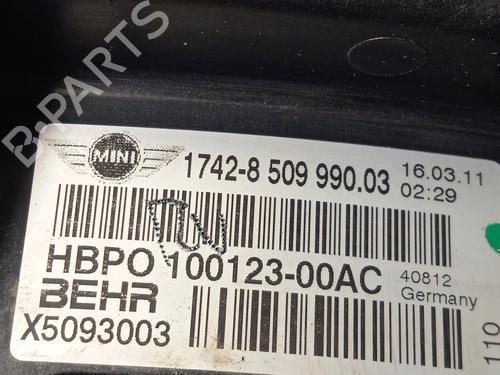 B-PARTS
MINI
1742-8 509 990.03
16.03.11
02:29
HBPO 100123-00AC
BEHR
40812
Germany
X5093003
110